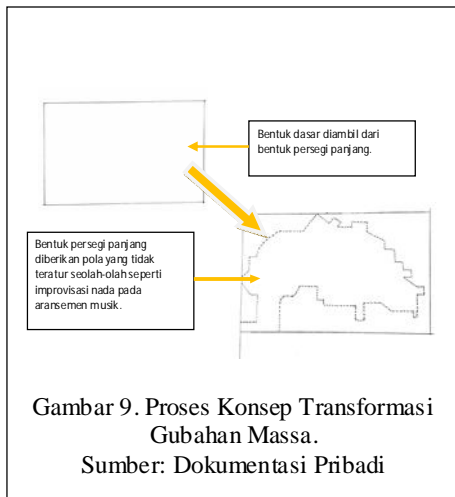 Bentuk dasar diambil dari
bentuk persegi panjang.
Bentuk persegi panjang
diberikan pola yang tidak
teratur seolah-olah seperti
improvisasi nada pada
aransemen musik.
Gambar 9. Proses Konsep Transformasi
Gubahan Massa.
Sumber: Dokumentasi Pribadi